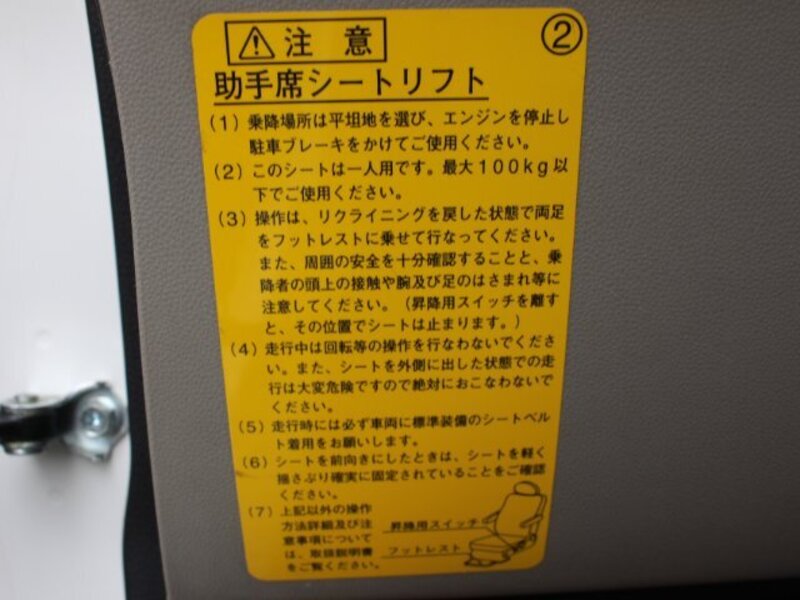 ⚠注意
②
助手席シートリフト
(1) 乗降場所は平坦地を選び、エンジンを停止し
駐車ブレーキをかけてご使用ください。
(2) このシートは一人用です。最大100kg以
下でご使用ください。
(3) 操作は、リクライニングを戻した状態で両足
をフットレストに乗せて行なってください。
また、周囲の安全を十分確認することと、乗
降者の頭上の接触や腕及び足のはさまれ等に
注意してください。(昇降用スイッチを離す
と、その位置でシートは止まります。)
(4) 走行中は回転等の操作を行なわないでくださ
い。また、シートを外側に出した状態での走
行は大変危険ですので絶対におこなわないで
ください。
(5) 走行時には必ず車両に標準装備のシートベル
ト着用をお願いします。
(6) シートを前向きにしたときは、シートを軽く
揺さぶり確実に固定されていることをご確認
ください。
(7) 上記以外の操作
方法詳細及び注
意事項について
は、取扱説明書
をご覧ください。
昇降用スイッチ
フットレスト